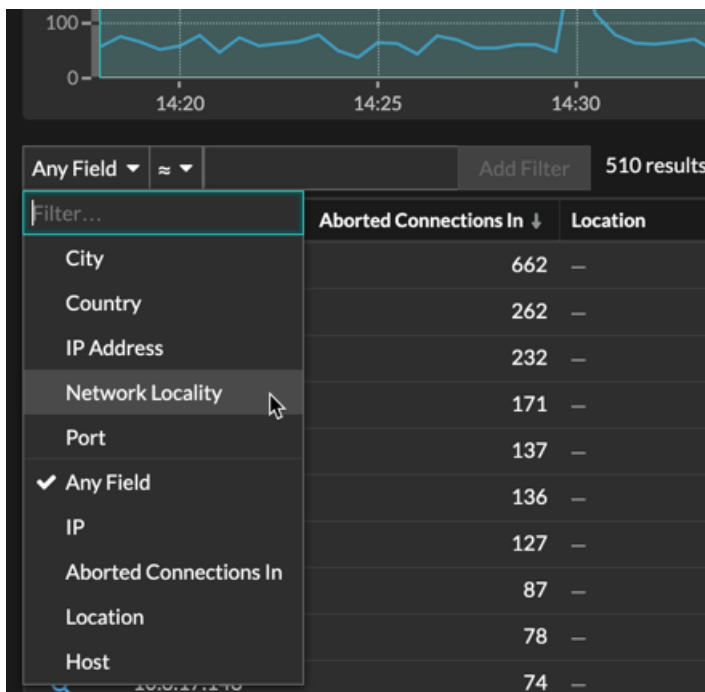 100
0
14:20 14:25 14:30
Any Field ≈ Add Filter 510 results
Filter...
Aborted Connections In ↓ Location
City
662 —
Country
262 —
IP Address
232 —
Network Locality
171 —
Port
137 —
Any Field
136 —
IP
127 —
Aborted Connections In
87 —
Location
78 —
Host
74 —